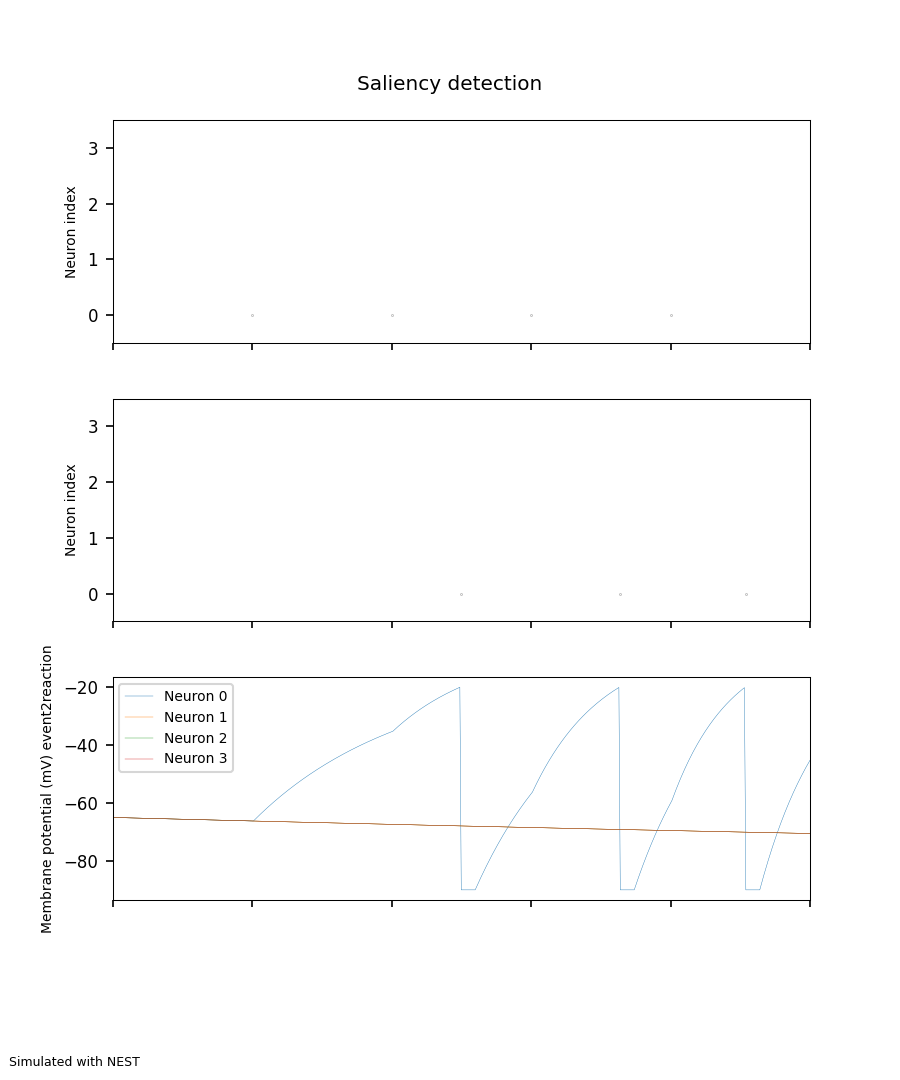 Saliency detection
Neuron index
3
2
1
0
Neuron index
3
2
1
0
Membrane potential (mV) event2reaction
−20
−40
−60
−80
Neuron 0
Neuron 1
Neuron 2
Neuron 3
Simulated with NEST